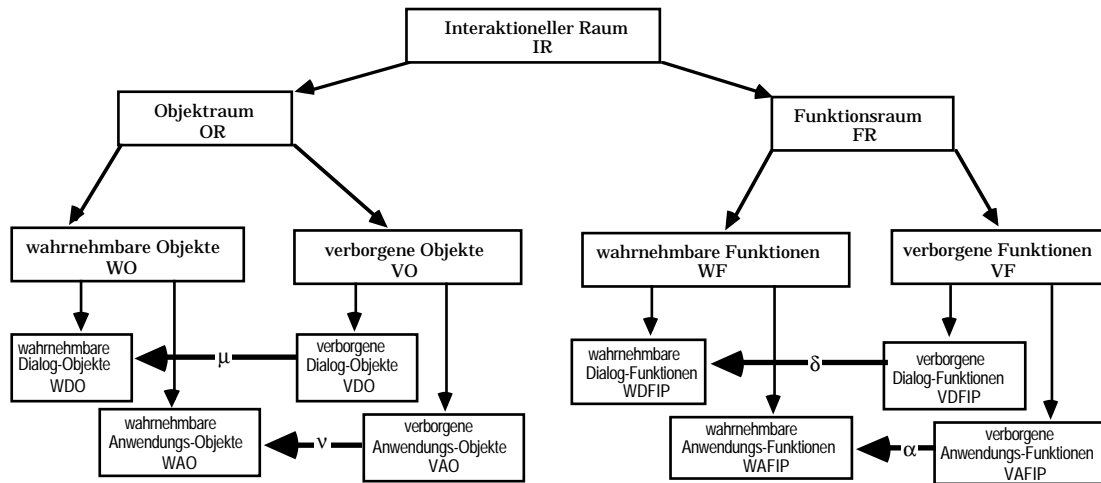 Interaktioneller Raum
IR
Objektraum
OR
Funktionsraum
FR
wahrnehmbare Objekte
WO
verborgene Objekte
VO
wahrnehmbare Funktionen
WF
verborgene Funktionen
VF
wahrnehmbare
Dialog-Objekte
WDO
μ
verborgene
Dialog-Objekte
VDO
wahrnehmbare
Dialog-Funktionen
WDFIP
δ
verborgene
Dialog-Funktionen
VDFIP
wahrnehmbare
Anwendungs-Objekte
WAO
ν
verborgene
Anwendungs-Objekte
VAO
wahrnehmbare
Anwendungs-Funktionen
WAFIP
α
verborgene
Anwendungs-Funktionen
VAFIP